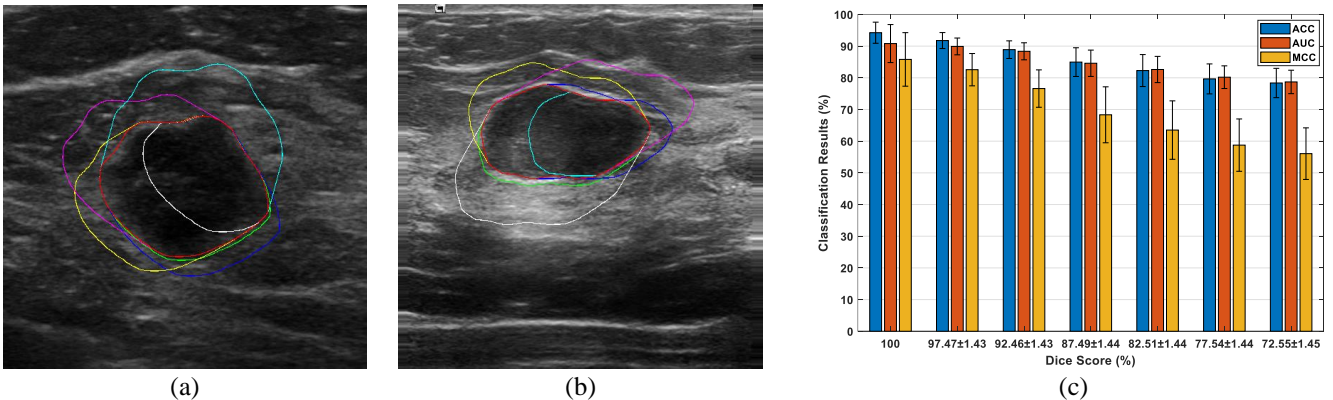 100
90
80
70
60
50
40
30
20
10
0
Classification Results (%)
ACC
AUC
MCC
100 97.47±1.43 92.46±1.43 87.49±1.44 82.51±1.44 77.54±1.44 72.55±1.45
Dice Score (%)
(a) (b) (c)